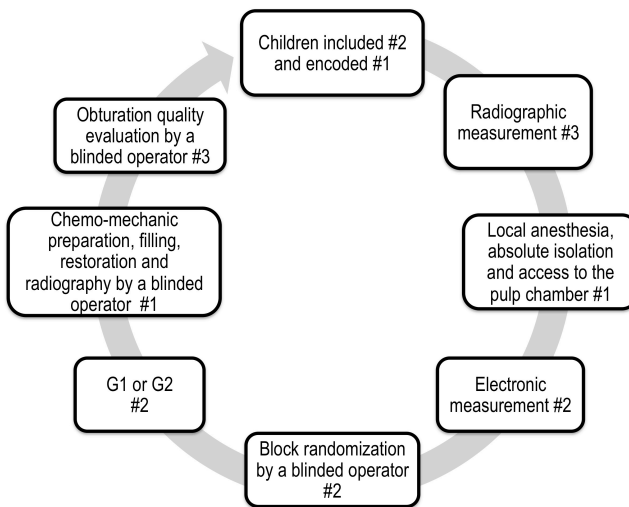 Children included #2
and encoded #1
Radiographic
measurement #3
Local anesthesia,
absolute isolation
and access to the
pulp chamber #1
Electronic
measurement #2
Block randomization
by a blinded operator
#2
G1 or G2
#2
Chemo-mechanic
preparation, filling,
restoration and
radiography by a blinded
operator #1
Obturation quality
evaluation by a
blinded operator #3